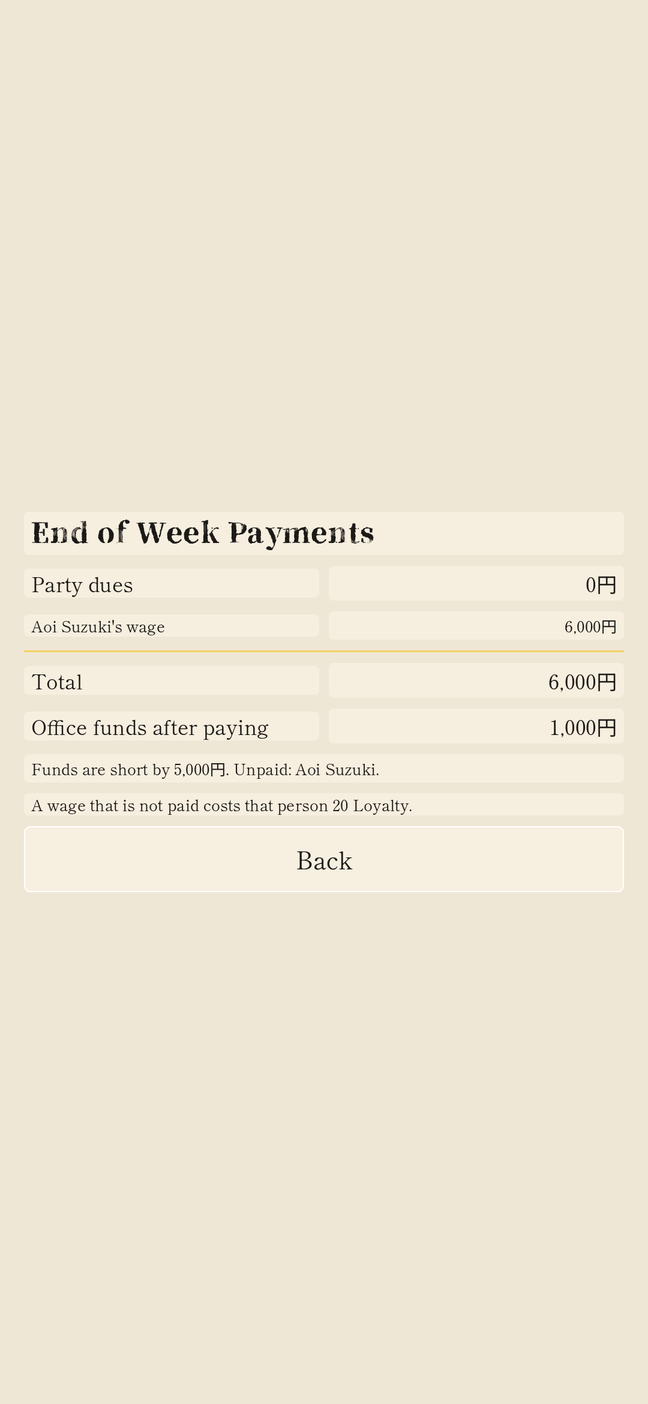 End of Week Payments
Party dues 0円
Aoi Suzuki's wage 6,000円
Total 6,000円
Office funds after paying 1,000円
Funds are short by 5,000円. Unpaid: Aoi Suzuki.
A wage that is not paid costs that person 20 Loyalty.
Back